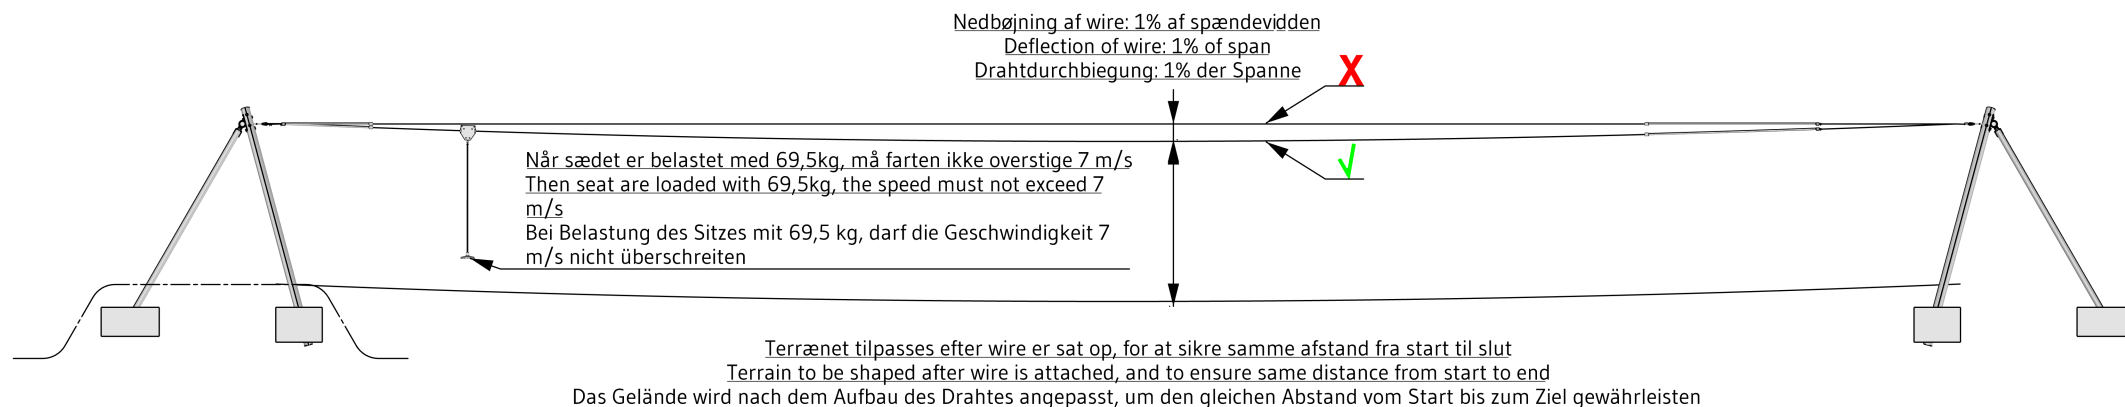 Nedbøjning af wire: 1% af spændevidden
Deflection of wire: 1% of span
Drahtdurchbiegung: 1% der Spanne
X
√
Når sædet er belastet med 69,5kg, må farten ikke overstige 7 m/s
Then seat are loaded with 69,5kg, the speed must not exceed 7
m/s
Bei Belastung des Sitzes mit 69,5 kg, darf die Geschwindigkeit 7
m/s nicht überschreiten
Terrænet tilpasses efter wire er sat op, for at sikre samme afstand fra start til slut
Terrain to be shaped after wire is attached, and to ensure same distance from start to end
Das Gelände wird nach dem Aufbau des Drahtes angepasst, um den gleichen Abstand vom Start bis zum Ziel gewährleisten